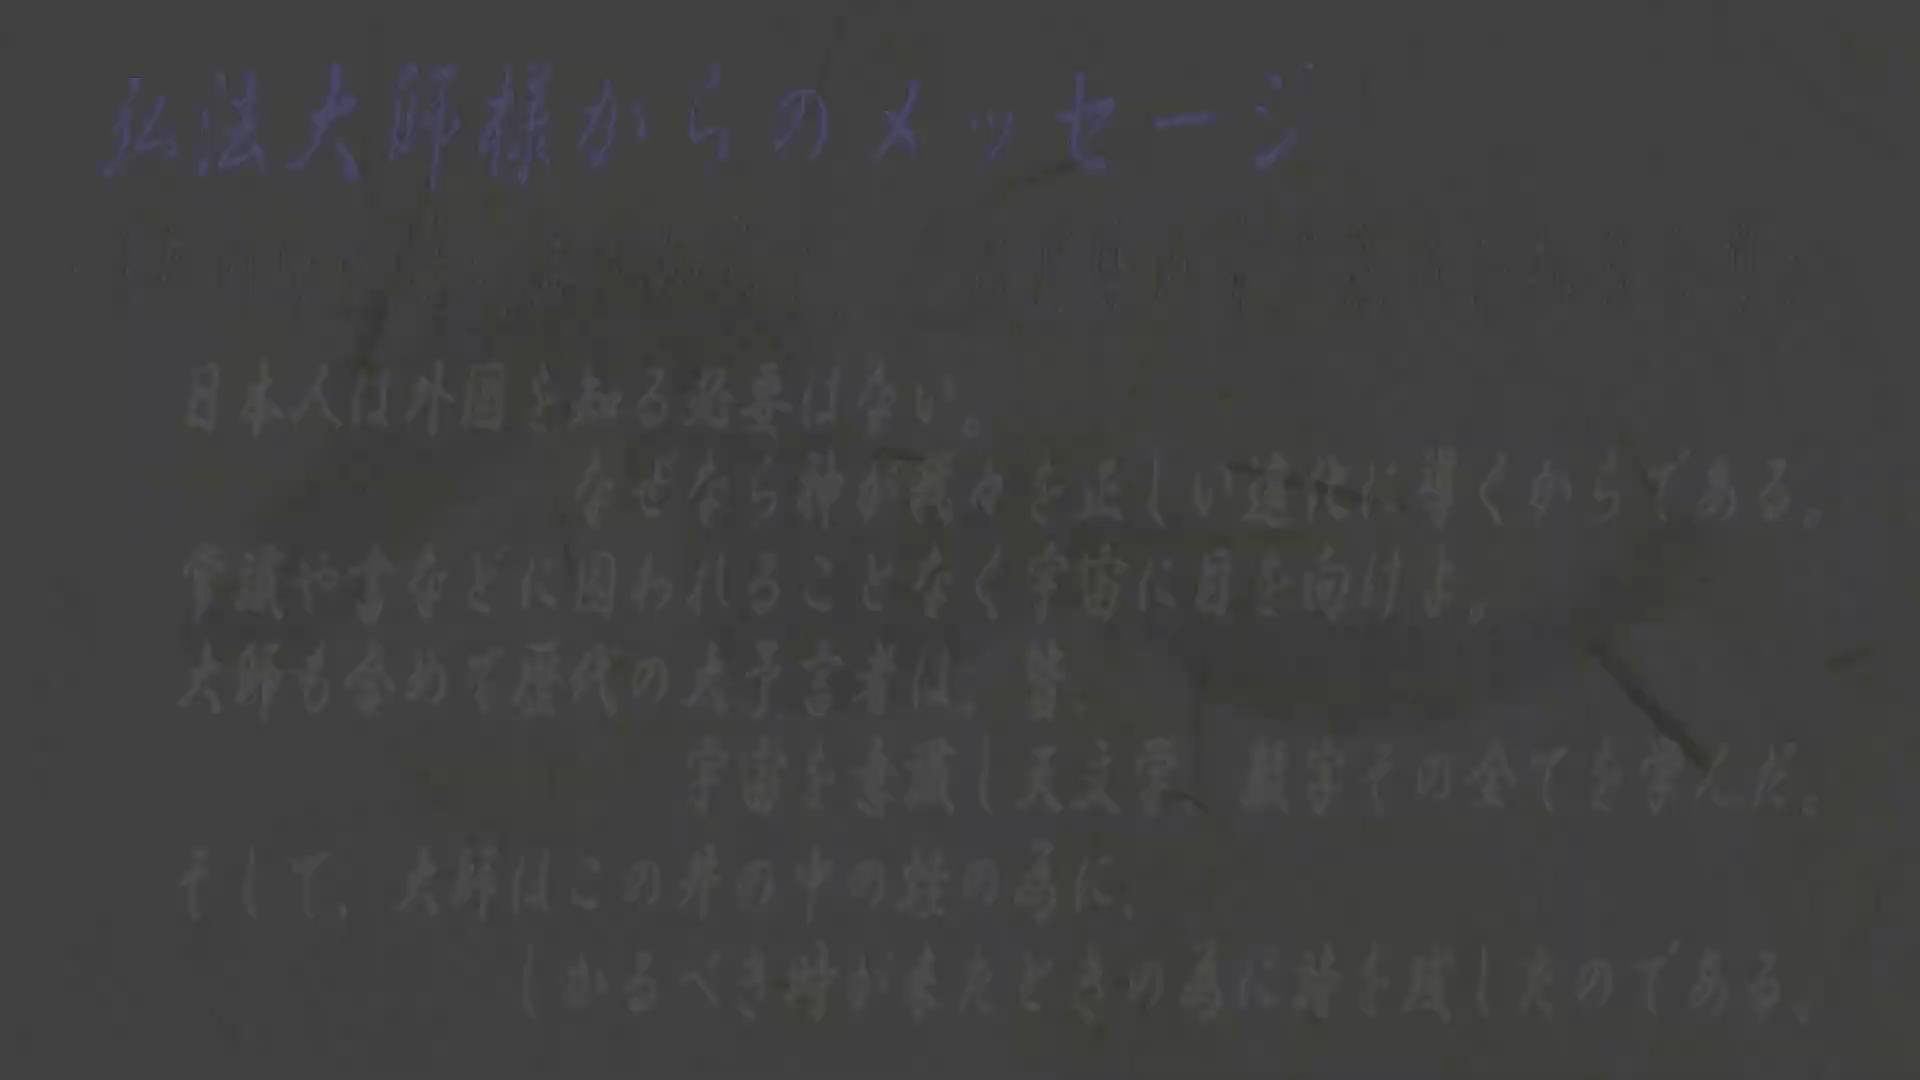 弘法大師様からのメッセージ
日本人は外国を知る必要はない。
なぜなら神が我々を正しい進化に導くからである。
常識や書などに囚われることなく宇宙に目を向けよ。
大師も含めて歴代の大予言者は、皆、
宇宙を意識し天文学、数字その全てを学んだ。
そして、大師はこの井の中の蛙の為に、
しかるべき時が来たときの為に詩を残したのである。